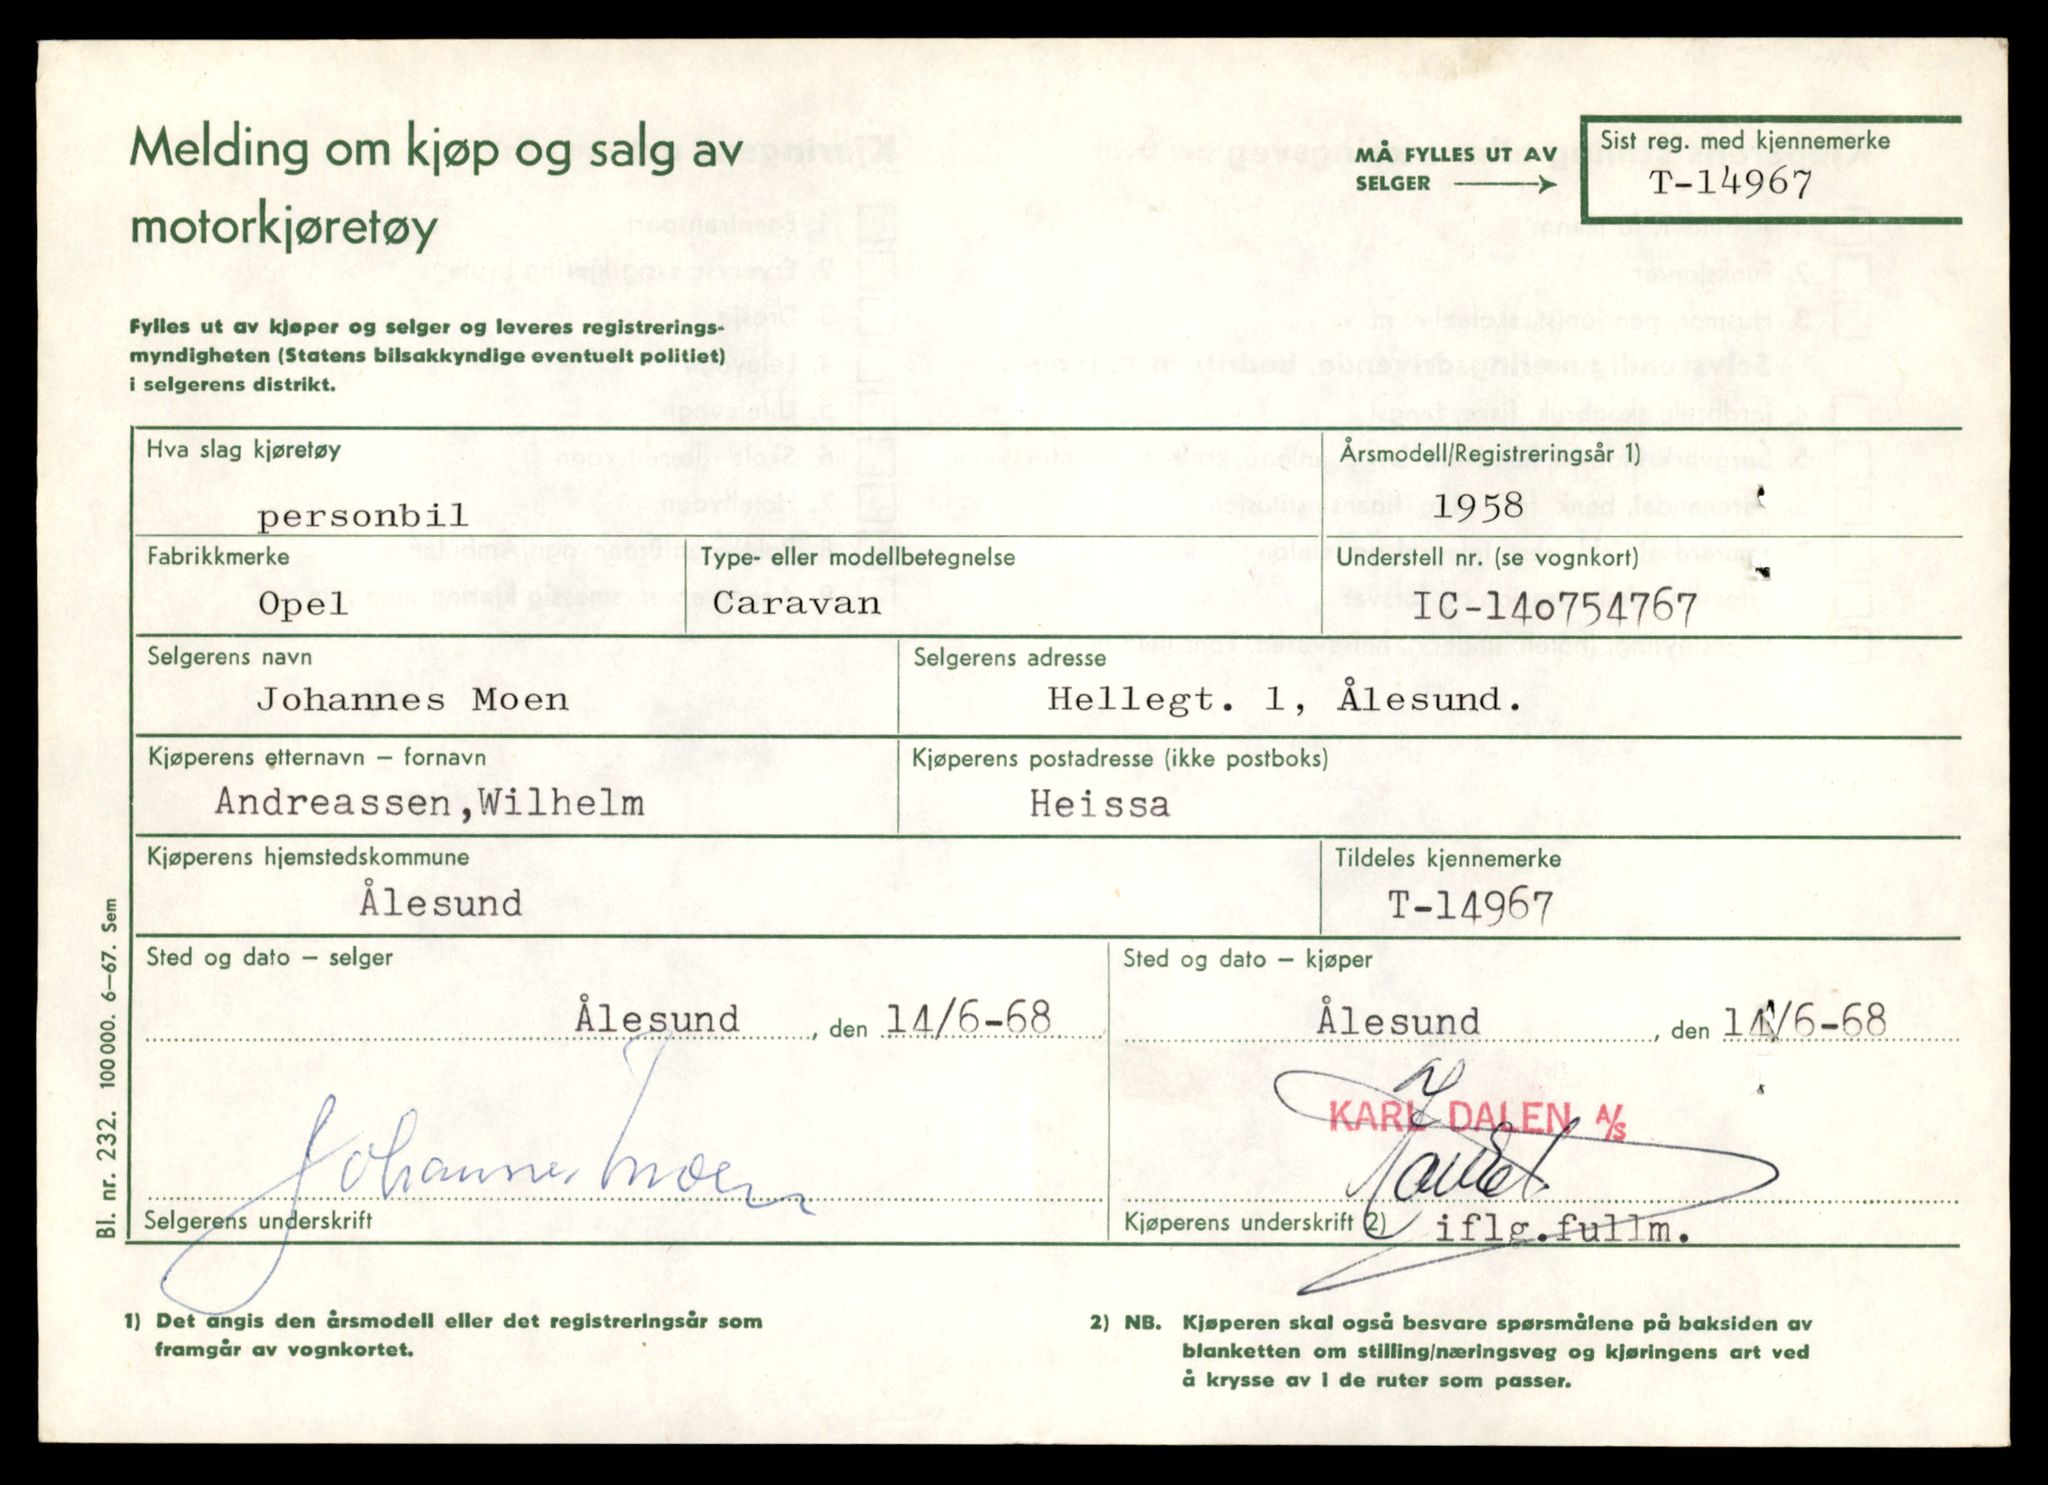 Melding om kjøp og salg av
motorkjøretøy
MÅ FYLLES UT AV
SELGER
Sist reg. med kjennemerke
T-14967
Fylles ut av kjøper og selger og leveres registrerings-
myndigheten (Statens bilsakkyndige eventuelt politiet)
i selgerens distrikt.
Hva slag kjøretøy
personbil
Årsmodell/Registreringsår 1)
1958
Fabrikkmerke
Opel
Type- eller modellbetegnelse
Caravan
Understell nr. (se vognkort)
IC-140754767
Selgerens navn
Johannes Moen
Selgerens adresse
Hellegt. 1, Ålesund.
Kjøperens etternavn – fornavn
Andreassen,Wilhelm
Kjøperens postadresse (ikke postboks)
Heissa
Kjøperens hjemstedskommune
Ålesund
Tildeles kjennemerke
T-14967
Sted og dato – selger
Ålesund, den 14/6-68
Sted og dato – kjøper
Ålesund, den 14/6-68
Johannes Moen
KARL DALEN A/S
Selgerens underskrift
Kjøperens underskrift 2) iflg.fullm.
Bl. nr. 232. 100 000. 6–67. Sem
1) Det angis den årsmodell eller det registreringsår som
framgår av vognkortet.
2) NB. Kjøperen skal også besvare spørsmålene på baksiden av
blanketten om stilling/næringsveg og kjøringens art ved
å krysse av i de ruter som passer.